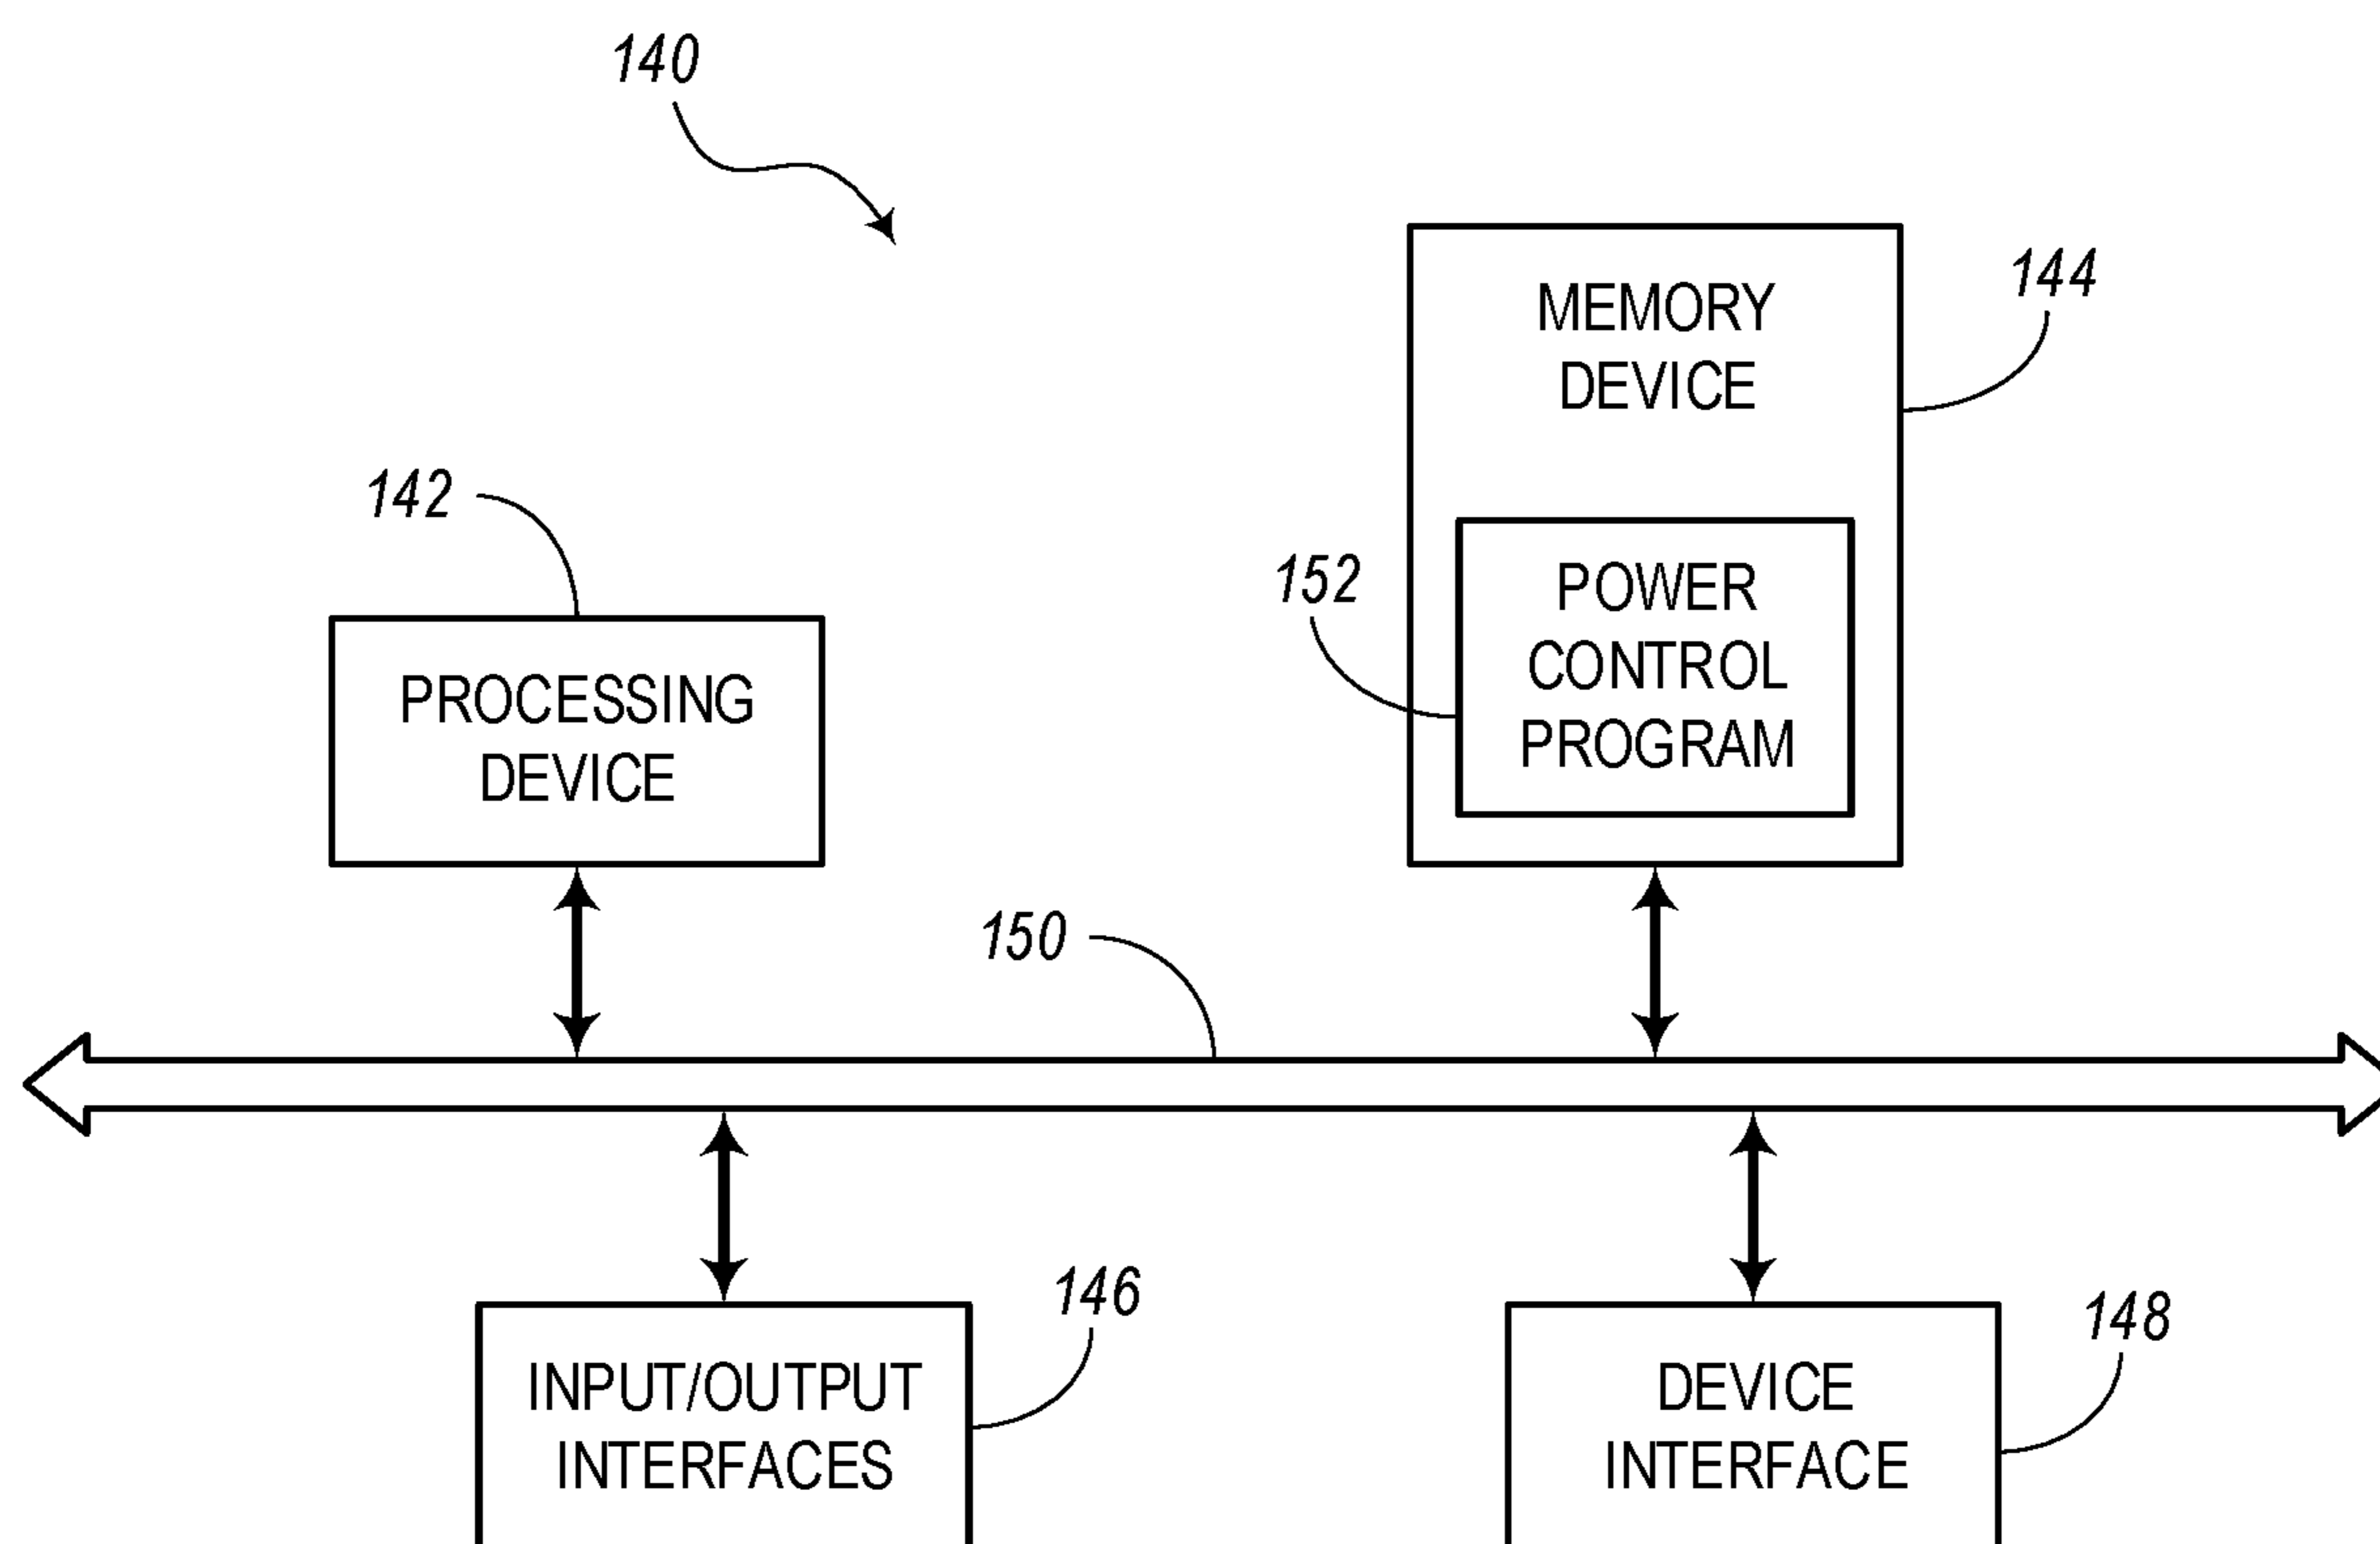 140
MEMORY
DEVICE
144
142
PROCESSING
DEVICE
152
POWER
CONTROL
PROGRAM
150
INPUT/OUTPUT
INTERFACES
146
DEVICE
INTERFACE
148